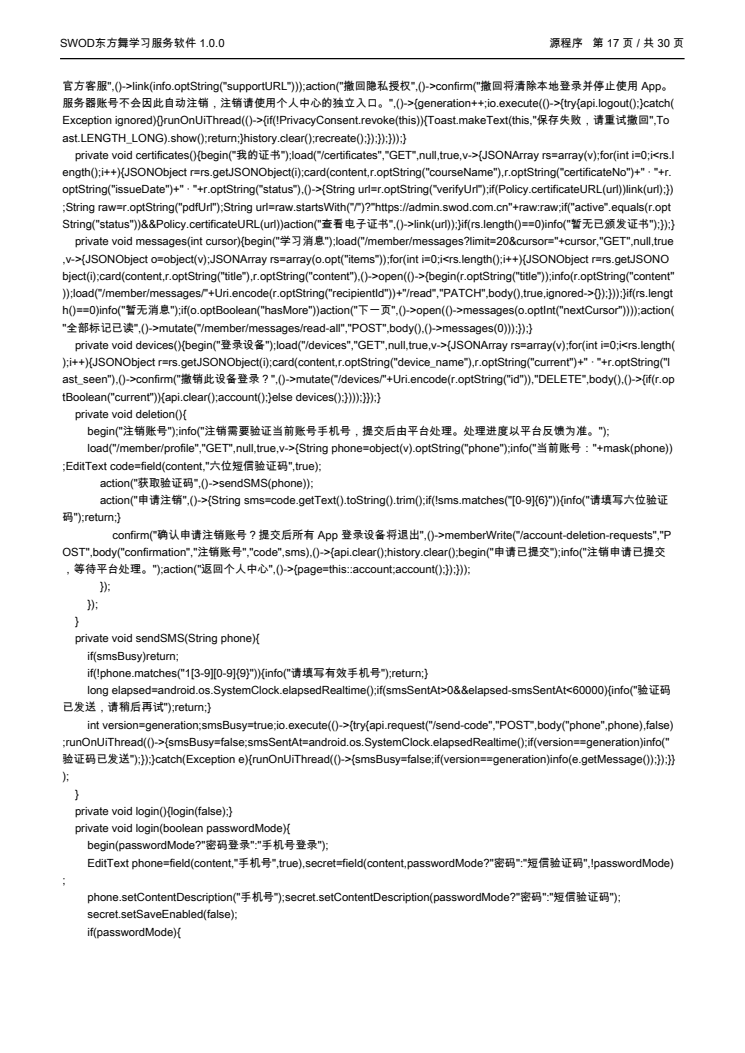 SWOD东方舞学习服务软件 1.0.0
源程序 第 17 页 / 共 30 页
官方客服",()->link(info.optString("supportURL")));action("撤回隐私授权",()->confirm("撤回将清除本地登录并停止使用 App。
服务器账号不会因此自动注销，注销请使用个人中心的独立入口。",()->{generation++;io.execute(()->{try{api.logout();}catch(
Exception ignored){}runOnUiThread(()->{if(!PrivacyConsent.revoke(this)){Toast.makeText(this,"保存失败，请重试撤回",To
ast.LENGTH_LONG).show();return;}history.clear();recreate();});});}));}
private void certificates(){begin("我的证书");load("/certificates","GET",null,true,v->{JSONArray rs=array(v);for(int i=0;i<rs.l
ength();i++){JSONObject r=rs.getJSONObject(i);card(content,r.optString("courseName"),r.optString("certificateNo")+" · "+r.
optString("issueDate")+" · "+r.optString("status"),()->{String url=r.optString("verifyUrl");if(Policy.certificateURL(url))link(url);})
;String raw=r.optString("pdfUrl");String url=raw.startsWith("/")?"https://admin.swod.com.cn"+raw:raw;if("active".equals(r.opt
String("status"))&&Policy.certificateURL(url))action("查看电子证书",()->link(url));}if(rs.length()==0)info("暂无已颁发证书");});}
private void messages(int cursor){begin("学习消息");load("/member/messages?limit=20&cursor="+cursor,"GET",null,true
,v->{JSONObject o=object(v);JSONArray rs=array(o.opt("items"));for(int i=0;i<rs.length();i++){JSONObject r=rs.getJSONO
bject(i);card(content,r.optString("title"),r.optString("content"),()->open(()->{begin(r.optString("title"));info(r.optString("content"
));load("/member/messages/"+Uri.encode(r.optString("recipientId"))+"/read","PATCH",body(),true,ignored->{});}));}if(rs.lengt
h()==0)info("暂无消息");if(o.optBoolean("hasMore"))action("下一页",()->open(()->messages(o.optInt("nextCursor"))));action(
"全部标记已读",()->mutate("/member/messages/read-all","POST",body(),()->messages(0)));});}
private void devices(){begin("登录设备");load("/devices","GET",null,true,v->{JSONArray rs=array(v);for(int i=0;i<rs.length(
);i++){JSONObject r=rs.getJSONObject(i);card(content,r.optString("device_name"),r.optString("current")+" · "+r.optString("l
ast_seen"),()->confirm("撤销此设备登录？",()->mutate("/devices/"+Uri.encode(r.optString("id")),"DELETE",body(),()->{if(r.op
tBoolean("current")){api.clear();account();}else devices();})));}});}
private void deletion(){
begin("注销账号");info("注销需要验证当前账号手机号，提交后由平台处理。处理进度以平台反馈为准。");
load("/member/profile","GET",null,true,v->{String phone=object(v).optString("phone");info("当前账号："+mask(phone))
;EditText code=field(content,"六位短信验证码",true);
action("获取验证码",()->sendSMS(phone));
action("申请注销",()->{String sms=code.getText().toString().trim();if(!sms.matches("[0-9]{6}")){info("请填写六位验证
码");return;}
confirm("确认申请注销账号？提交后所有 App 登录设备将退出",()->memberWrite("/account-deletion-requests","P
OST",body("confirmation","注销账号","code",sms),()->{api.clear();history.clear();begin("申请已提交");info("注销申请已提交
，等待平台处理。");action("返回个人中心",()->{page=this::account;account();});}));
});
});
}
private void sendSMS(String phone){
if(smsBusy)return;
if(!phone.matches("1[3-9][0-9]{9}")){info("请填写有效手机号");return;}
long elapsed=android.os.SystemClock.elapsedRealtime();if(smsSentAt>0&&elapsed-smsSentAt<60000){info("验证码
已发送，请稍后再试");return;}
int version=generation;smsBusy=true;io.execute(()->{try{api.request("/send-code","POST",body("phone",phone),false)
;runOnUiThread(()->{smsBusy=false;smsSentAt=android.os.SystemClock.elapsedRealtime();if(version==generation)info("
验证码已发送");});}catch(Exception e){runOnUiThread(()->{smsBusy=false;if(version==generation)info(e.getMessage());});}}
);
}
private void login(){login(false);}
private void login(boolean passwordMode){
begin(passwordMode?"密码登录":"手机号登录");
EditText phone=field(content,"手机号",true),secret=field(content,passwordMode?"密码":"短信验证码",!passwordMode)
;
phone.setContentDescription("手机号");secret.setContentDescription(passwordMode?"密码":"短信验证码");
secret.setSaveEnabled(false);
if(passwordMode){